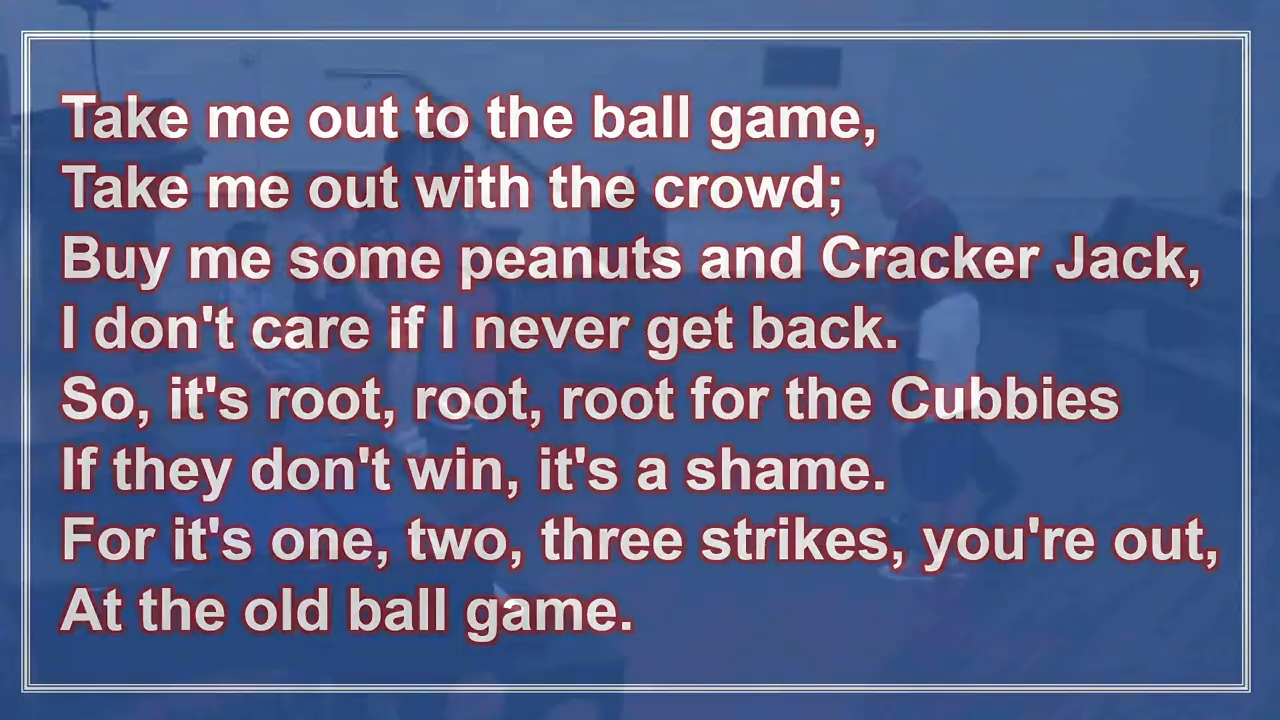 Take me out to the ball game,
Take me out with the crowd;
Buy me some peanuts and Cracker Jack,
I don't care if I never get back.
So, it's root, root, root for the Cubbies
If they don't win, it's a shame.
For it's one, two, three strikes, you're out,
At the old ball game.